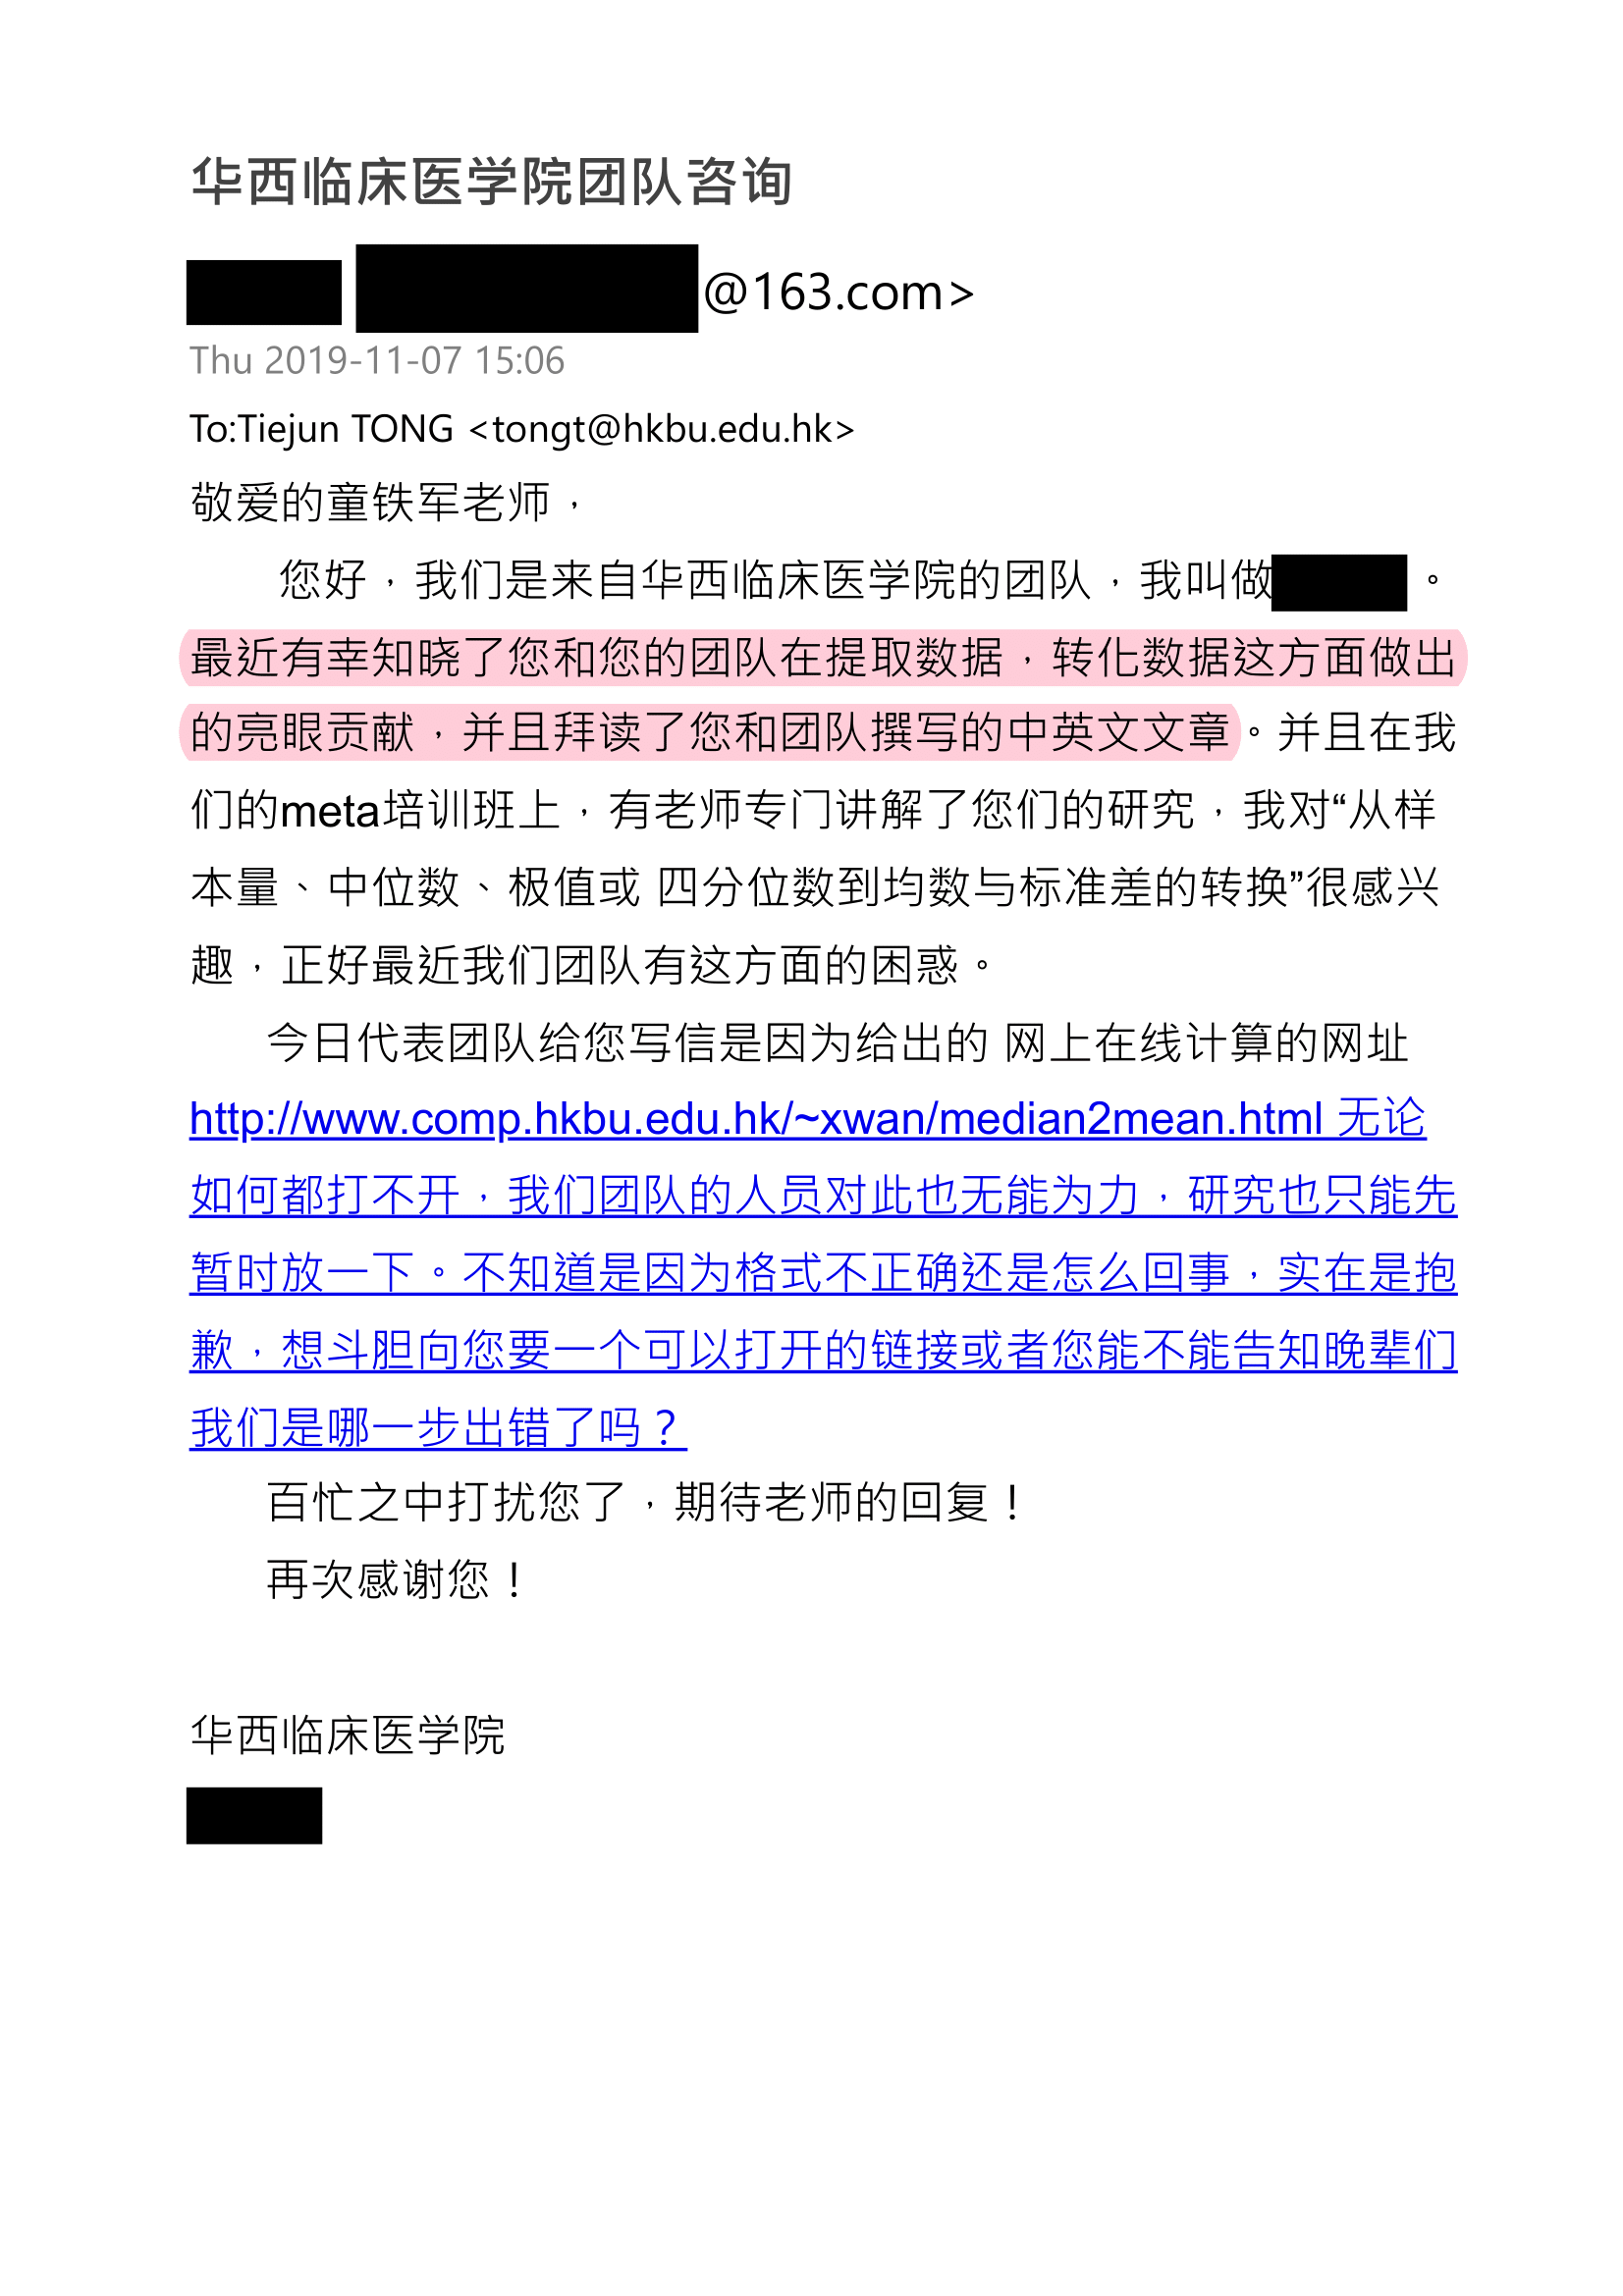 华西临床医学院团队咨询
@163.com>
Thu 2019-11-07 15:06
To:Tiejun TONG <tongt@hkbu.edu.hk>
敬爱的童铁军老师，
您好，我们是来自华西临床医学院的团队，我叫做 。
最近有幸知晓了您和您的团队在提取数据，转化数据这方面做出
的亮眼贡献，并且拜读了您和团队撰写的中英文文章。并且在我
们的meta培训班上，有老师专门讲解了您们的研究，我对“从样
本量、中位数、极值或 四分位数到均数与标准差的转换”很感兴
趣，正好最近我们团队有这方面的困惑。
今日代表团队给您写信是因为给出的 网上在线计算的网址
http://www.comp.hkbu.edu.hk/~xwan/median2mean.html 无论
如何都打不开，我们团队的人员对此也无能为力，研究也只能先
暂时放一下。不知道是因为格式不正确还是怎么回事，实在是抱
歉，想斗胆向您要一个可以打开的链接或者您能不能告知晚辈们
我们是哪一步出错了吗？
百忙之中打扰您了，期待老师的回复！
再次感谢您！
华西临床医学院